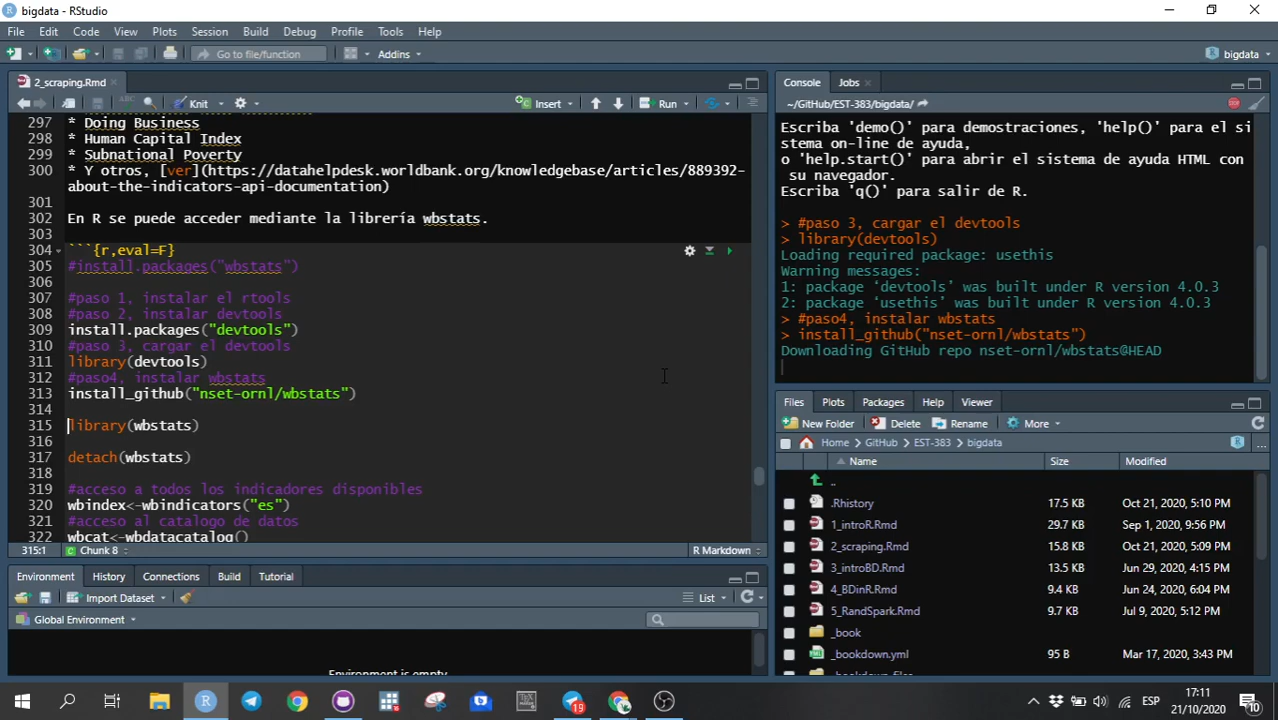 bigdata - RStudio
File Edit Code View Plots Session Build Debug Profile Tools Help
Go to file/function Addins bigdata
2_scraping.Rmd
Knit Insert Run
297 * Doing Business
298 * Human Capital Index
299 * Subnational Poverty
300 * Y otros, [ver](https://datahelpdesk.worldbank.org/knowledgebase/articles/889392-
about-the-indicators-api-documentation)
301
302 En R se puede acceder mediante la librería wbstats.
303
304 ```{r,eval=F}
305 #install.packages("wbstats")
306
307 #paso 1, instalar el rtools
308 #paso 2, instalar devtools
309 install.packages("devtools")
310 #paso 3, cargar el devtools
311 library(devtools)
312 #paso4, instalar wbstats
313 install_github("nset-ornl/wbstats")
314
315 library(wbstats)
316
317 detach(wbstats)
318
319 #acceso a todos los indicadores disponibles
320 wbindex<-wbindicators("es")
321 #acceso al catalogo de datos
322 wbcat<-wbdatacatalog()
315:1 Chunk 8 R Markdown
Environment History Connections Build Tutorial
Import Dataset List
Global Environment
Environment is empty
Console Jobs
~/GitHub/EST-383/bigdata/
Escriba 'demo()' para demostraciones, 'help()' para el si
stema on-line de ayuda,
o 'help.start()' para abrir el sistema de ayuda HTML con
su navegador.
Escriba 'q()' para salir de R.
> #paso 3, cargar el devtools
> library(devtools)
Loading required package: usethis
Warning messages:
1: package ‘devtools’ was built under R version 4.0.3
2: package ‘usethis’ was built under R version 4.0.3
> #paso4, instalar wbstats
> install_github("nset-ornl/wbstats")
Downloading GitHub repo nset-ornl/wbstats@HEAD
Files Plots Packages Help Viewer
New Folder Delete Rename More
Home GitHub EST-383 bigdata ...
Name Size Modified
..
.Rhistory 17.5 KB Oct 21, 2020, 5:10 PM
1_introR.Rmd 29.7 KB Sep 1, 2020, 9:56 PM
2_scraping.Rmd 15.8 KB Oct 21, 2020, 5:09 PM
3_introBD.Rmd 13.5 KB Jun 29, 2020, 4:15 PM
4_BDinR.Rmd 9.4 KB Jun 24, 2020, 6:04 PM
5_RandSpark.Rmd 9.7 KB Jul 9, 2020, 5:12 PM
_book
_bookdown.yml 95 B Mar 17, 2020, 3:43 PM
_bookdown_files
19 ESP 17:11
21/10/2020 10